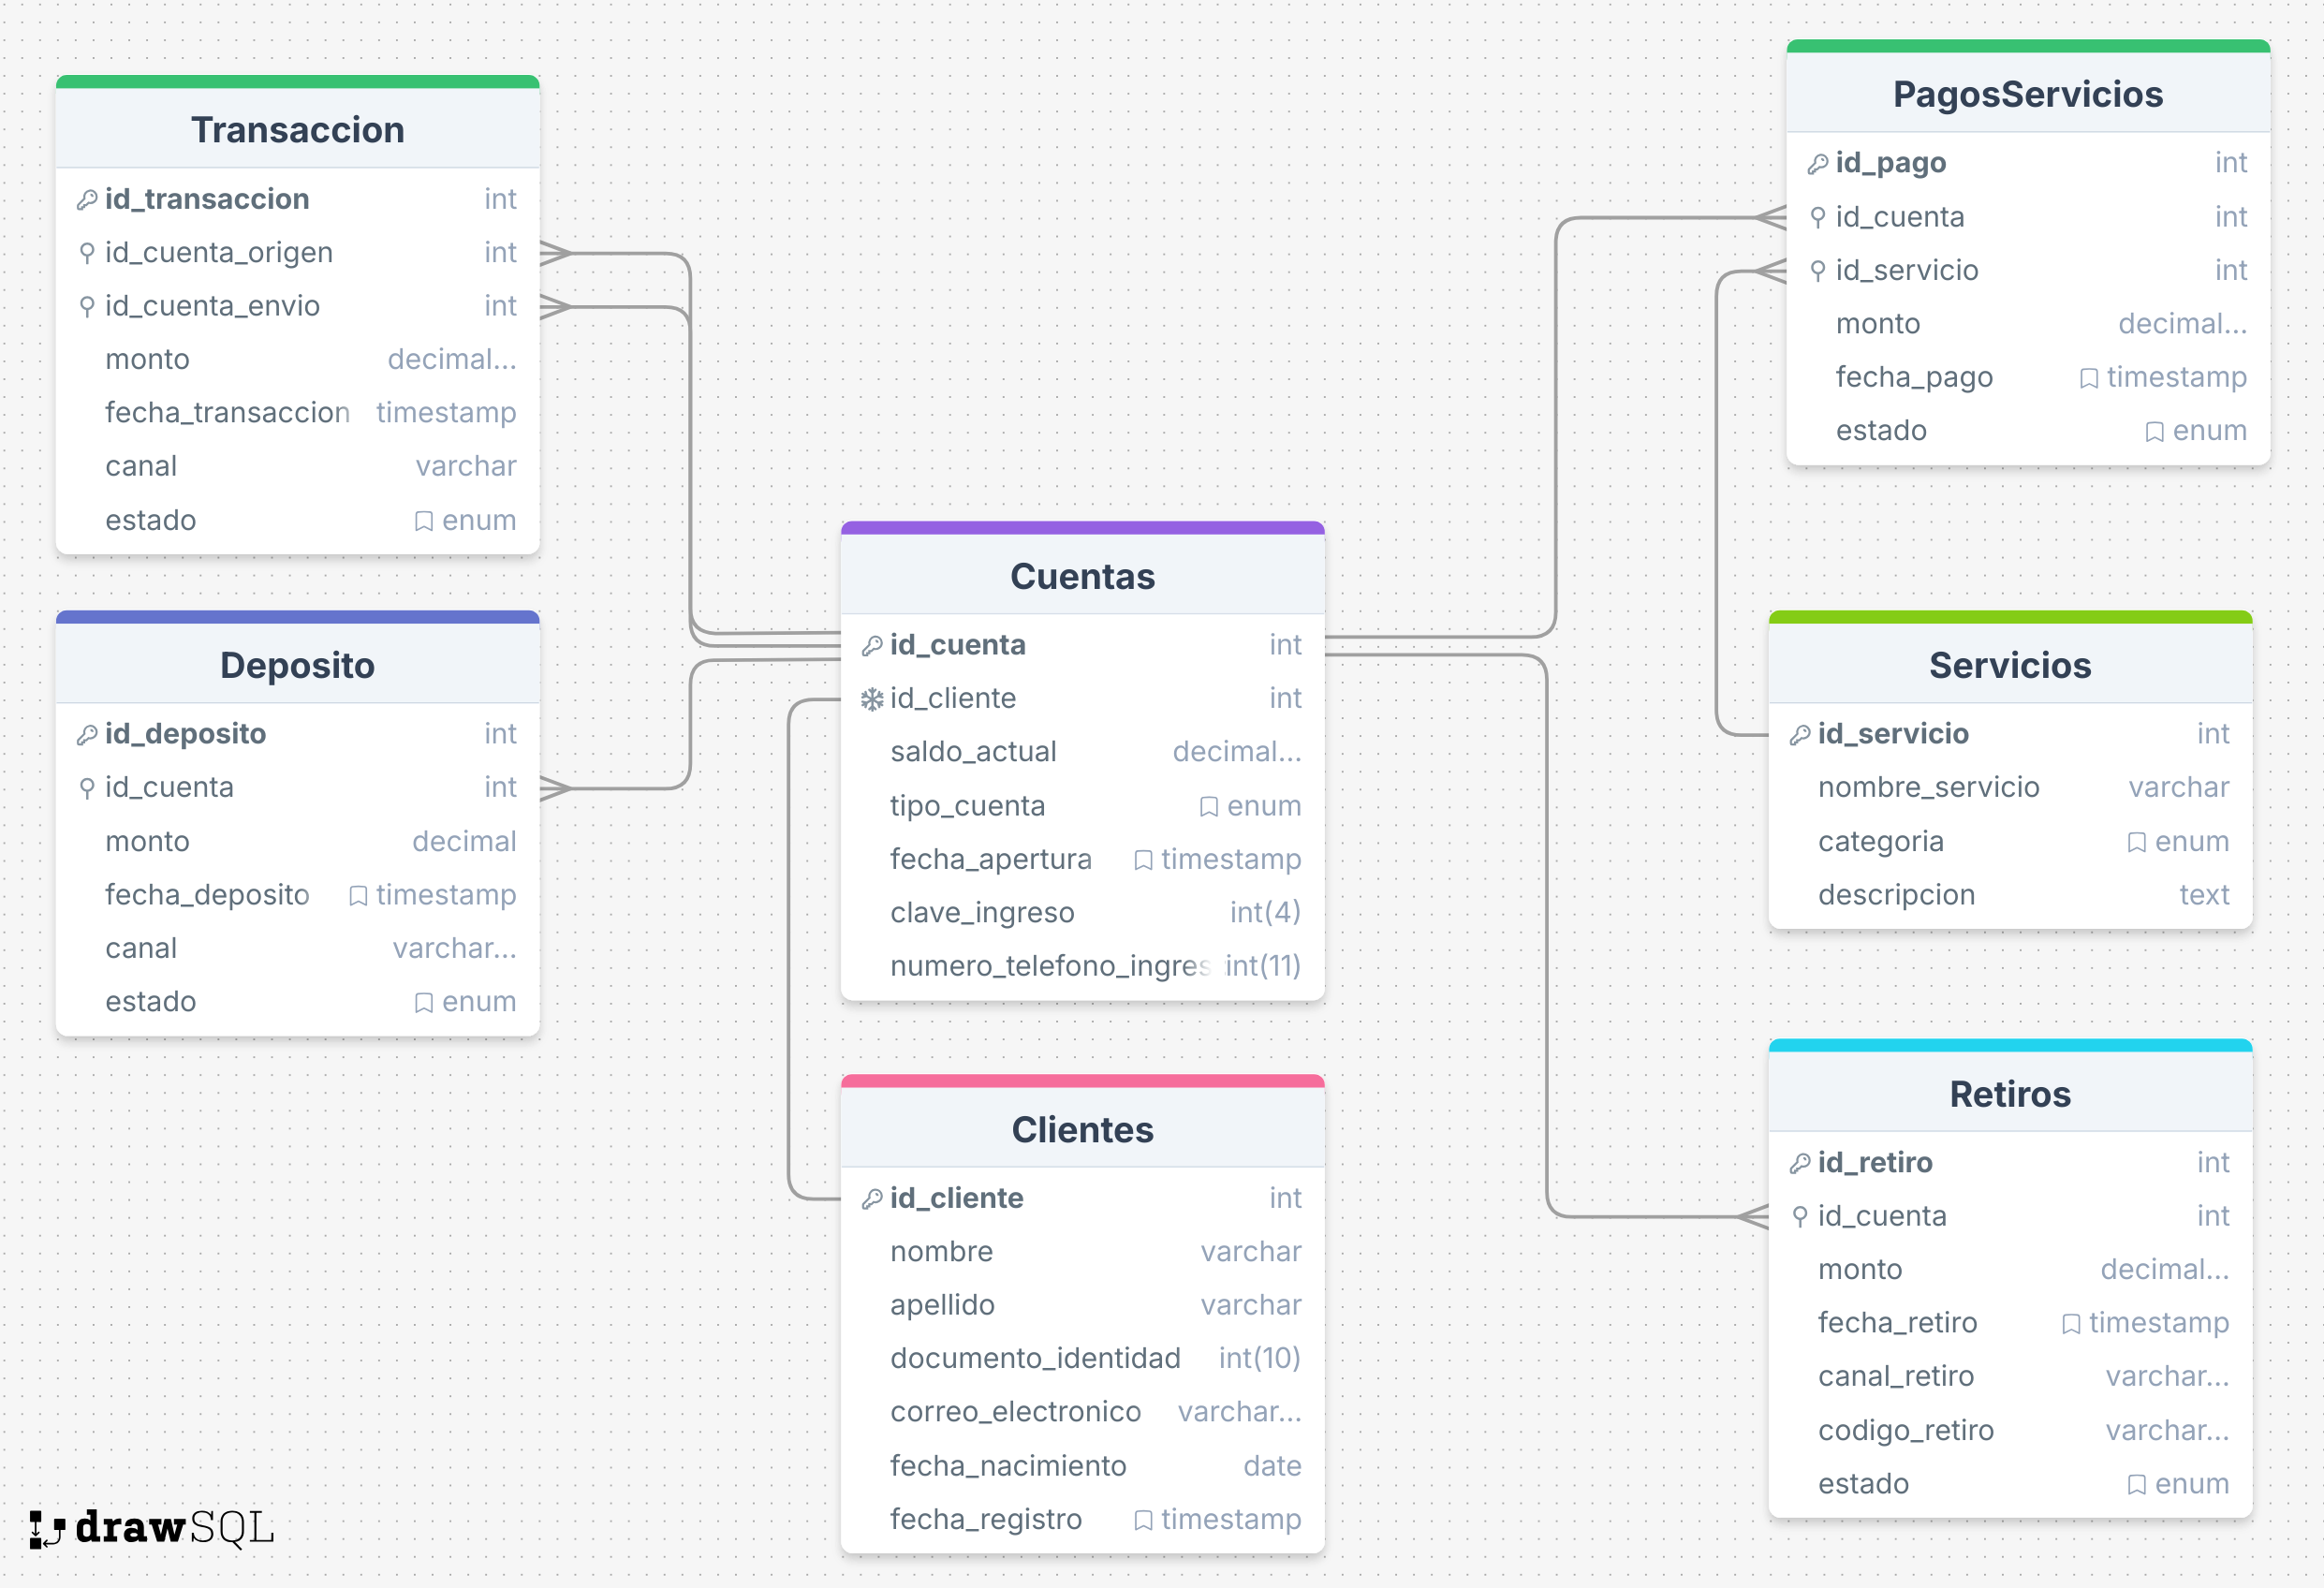 Transaccion
id_transaccion int
id_cuenta_origen int
id_cuenta_envio int
monto decimal...
fecha_transaccion timestamp
canal varchar
estado enum
Deposito
id_deposito int
id_cuenta int
monto decimal
fecha_deposito timestamp
canal varchar...
estado enum
Cuentas
id_cuenta int
id_cliente int
saldo_actual decimal...
tipo_cuenta enum
fecha_apertura timestamp
clave_ingreso int(4)
numero_telefono_ingres int(11)
Clientes
id_cliente int
nombre varchar
apellido varchar
documento_identidad int(10)
correo_electronico varchar...
fecha_nacimiento date
fecha_registro timestamp
PagosServicios
id_pago int
id_cuenta int
id_servicio int
monto decimal...
fecha_pago timestamp
estado enum
Servicios
id_servicio int
nombre_servicio varchar
categoria enum
descripcion text
Retiros
id_retiro int
id_cuenta int
monto decimal...
fecha_retiro timestamp
canal_retiro varchar...
codigo_retiro varchar...
estado enum
drawSQL